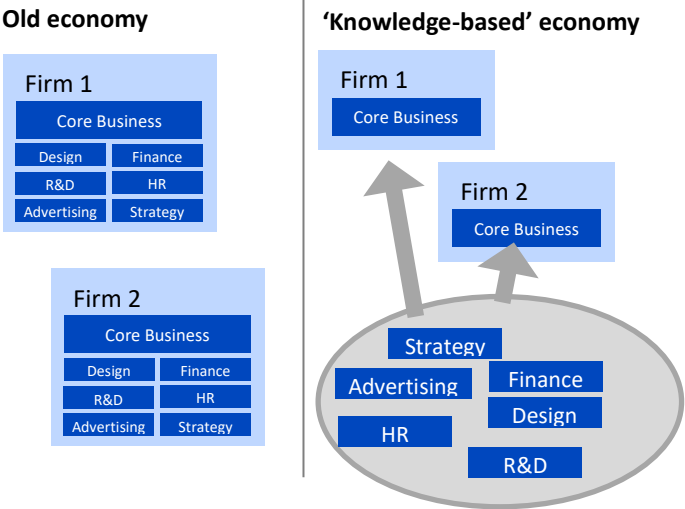 Old economy
Firm 1
Core Business
Design
Finance
R&D
HR
Advertising
Strategy
Firm 2
Core Business
Design
Finance
R&D
HR
Advertising
Strategy
‘Knowledge-based’ economy
Firm 1
Core Business
Firm 2
Core Business
Strategy
Advertising
Finance
Design
HR
R&D